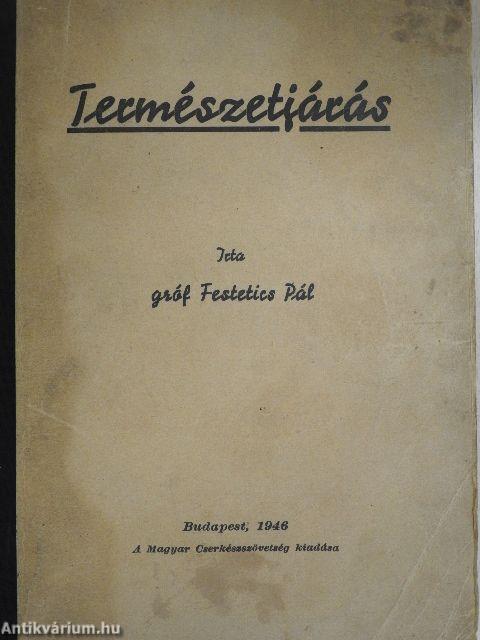 Természetjárás
Irta
gróf Festetics Pál
Budapest, 1946
A Magyar Cserkészszövetség kiadása
Antikvárium.hu